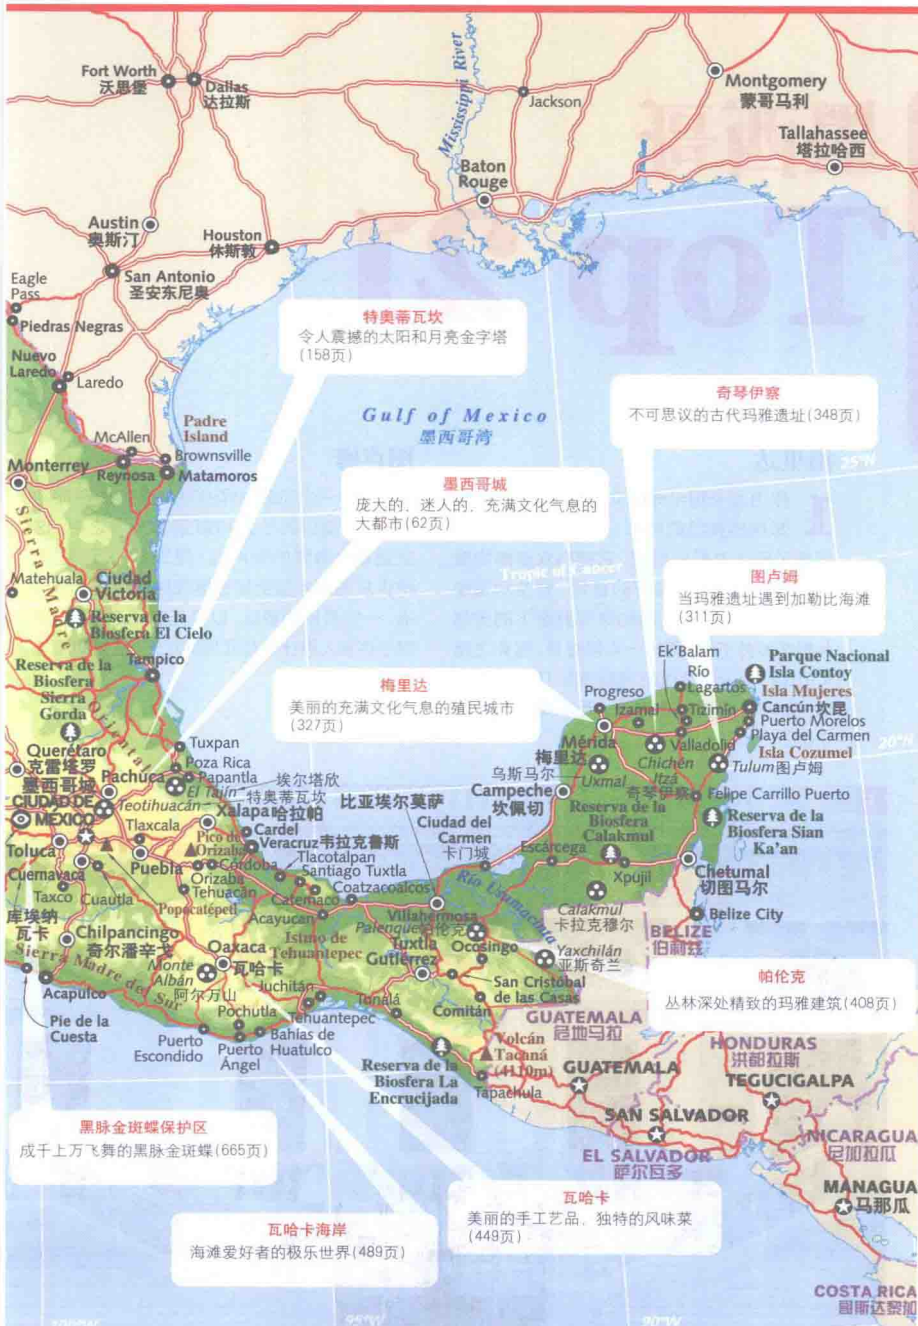 Fort Worth
沃思堡
Dallas
达拉斯
Mississippi River
Jackson
Montgomery
蒙哥马利
Tallahassee
塔拉哈西
Baton
Rouge
Austin
奥斯汀
Houston
休斯敦
San Antonio
圣安东尼奥
Eagle
Pass
Piedras Negras
Nuevo
Laredo
Laredo
特奥蒂瓦坎
令人震撼的太阳和月亮金字塔
(158页)
Gulf of Mexico
墨西哥湾
奇琴伊察
不可思议的古代玛雅遗址(348页)
Padre
Island
McAllen
Brownsville
Monterrey
Reynosa
Matamoros
25°N
墨西哥城
庞大的、迷人的、充满文化气息的
大都市(62页)
Tropic of Cancer
图卢姆
当玛雅遗址遇到加勒比海滩
(311页)
Sierra Madre Oriental
Matehuala
Ciudad
Victoria
Reserva de la
Biosfera El Cielo
Tampico
Reserva de la
Biosfera
Sierra
Gorda
梅里达
美丽的充满文化气息的殖民城市
(327页)
Ek'Balam
Río
Lagartos
Parque Nacional
Isla Contoy
Isla Mujeres
Cancún坎昆
Progreso
Izamal
Tizimín
Puerto Morelos
Playa del Carmen
Isla Cozumel
Mérida
梅里达
Valladolid
Chichén
Itzá
奇琴伊察
Tulum图卢姆
20°N
乌斯马尔
Uxmal
Querétaro
克雷塔罗
Tuxpan
Poza Rica
Papantla
埃尔塔欣
El Tajín
墨西哥城
CIUDAD DE
MÉXICO
Pachuca
Teotihuacán
特奥蒂瓦坎
Xalapa哈拉帕
比亚埃尔莫萨
Campeche
坎佩切
Felipe Carrillo Puerto
Reserva de la
Biosfera
Calakmul
Reserva de la
Biosfera Sian
Ka'an
Toluca
Tlaxcala
Pico de
Orizaba
Cardel
Veracruz韦拉克鲁斯
Ciudad del
Carmen
卡门城
Escárcega
Xpujil
Chetumal
切图马尔
Cuernavaca
Puebla
Córdoba
Orizaba
Tehuacán
Tlacotalpan
Santiago Tuxtla
Catemaco
Coatzacoalcos
Acayucan
Taxco
Cuautla
Popocatépetl
库埃纳
瓦卡
Río Usumacinta
Villahermosa
Palenque帕伦克
Calakmul
卡拉克穆尔
Belize City
BELIZE
伯利兹
Chilpancingo
奇尔潘辛戈
Oaxaca
瓦哈卡
Istmo de
Tehuantepec
Tuxtla
Gutiérrez
Ocosingo
Yaxchilán
亚斯奇兰
Sierra Madre del Sur
Monte
Albán
阿尔万山
Juchitán
San Cristóbal
de las Casas
Comitán
Acapulco
Pie de la
Cuesta
Pochutla
Tehuantepec
Tonalá
Puerto
Escondido
Puerto
Ángel
Bahías de
Huatulco
帕伦克
丛林深处精致的玛雅建筑(408页)
GUATEMALA
危地马拉
Volcán
Tacaná
(4110m)
Reserva de la
Biosfera La
Encrucijada
Tapachula
HONDURAS
洪都拉斯
GUATEMALA
TEGUCIGALPA
SAN SALVADOR
EL SALVADOR
萨尔瓦多
NICARAGUA
尼加拉瓜
MANAGUA
马那瓜
黑脉金斑蝶保护区
成千上万飞舞的黑脉金斑蝶(665页)
瓦哈卡
美丽的手工艺品、独特的风味菜
(449页)
瓦哈卡海岸
海滩爱好者的极乐世界(489页)
COSTA RICA
哥斯达黎加
100°W
95°W
90°W